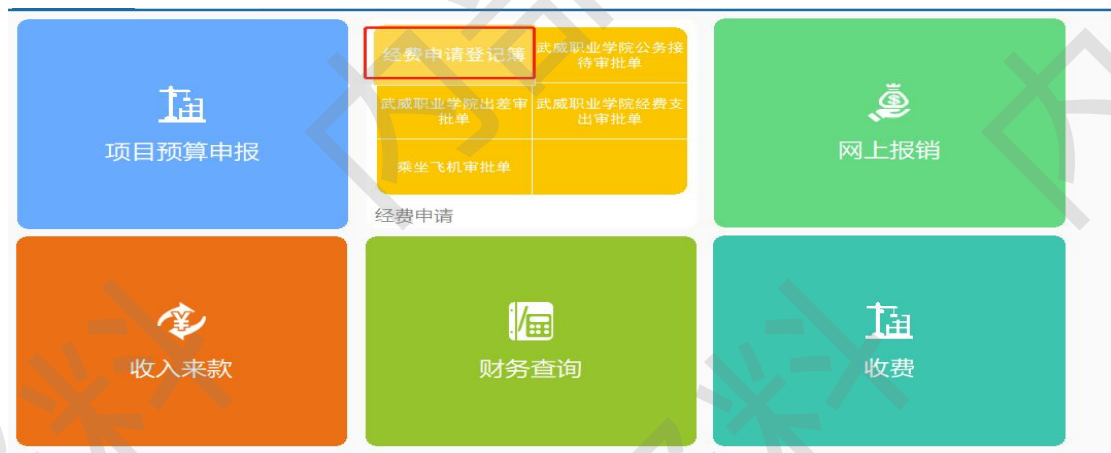 项目预算申报
经费申请登记簿
武威职业学院公务接
待审批单
武威职业学院出差审
批单
武威职业学院经费支
出审批单
乘坐飞机审批单
经费申请
网上报销
收入来款
财务查询
收费
内
料